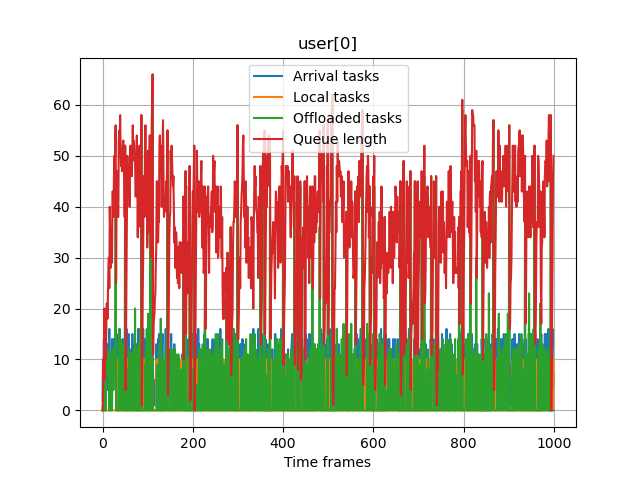 user[0]
Arrival tasks
Local tasks
Offloaded tasks
Queue length
60
50
40
30
20
10
0
0 200 400 600 800 1000
Time frames